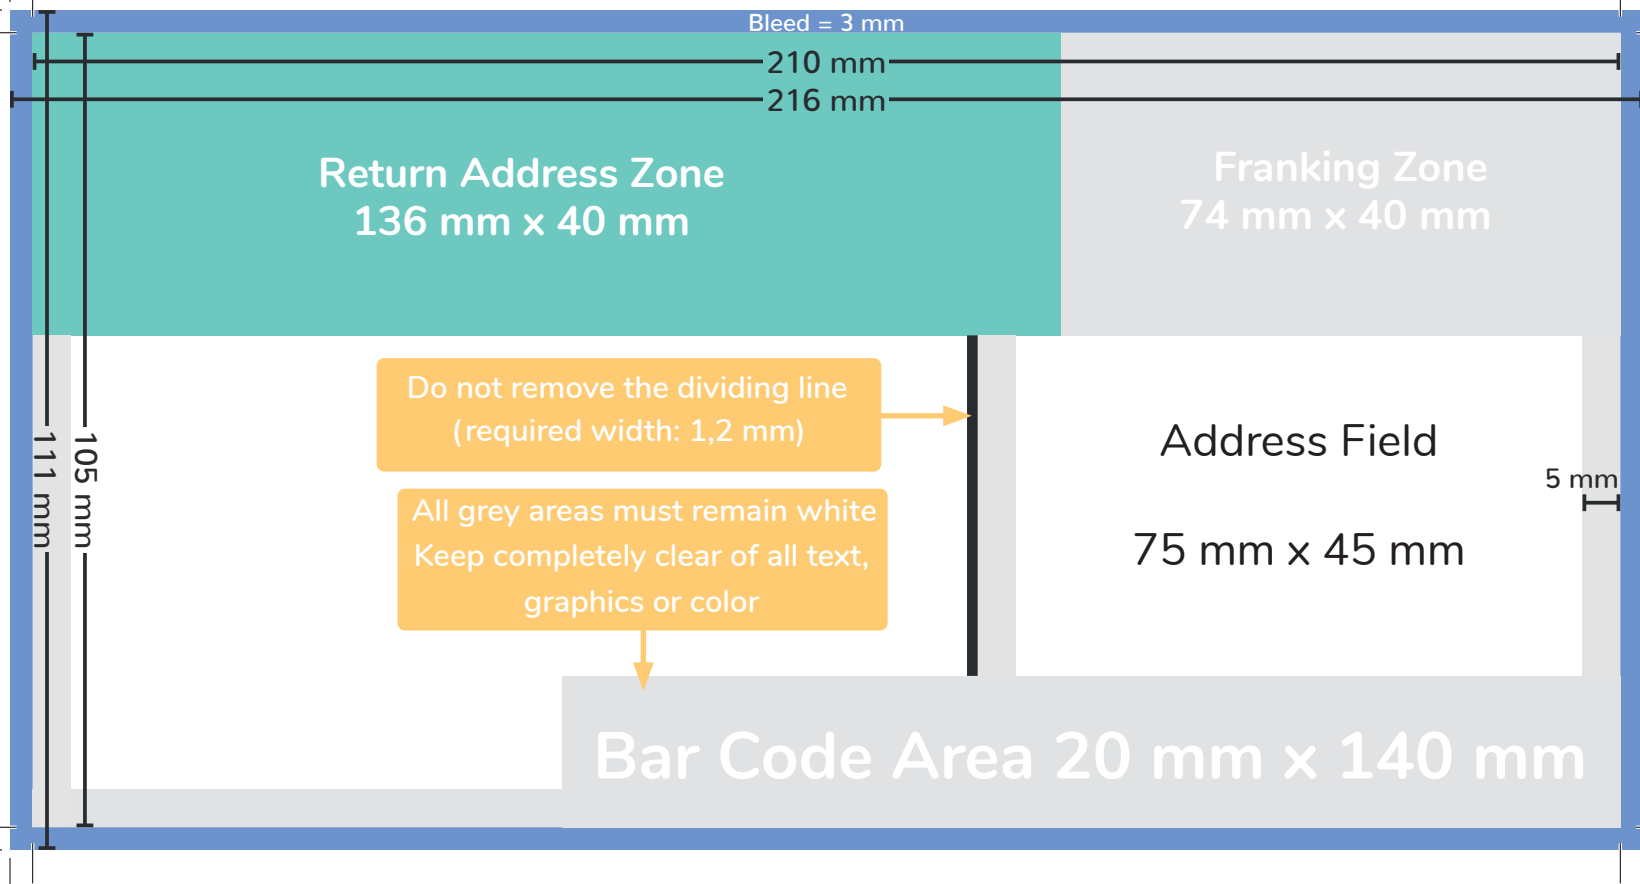 Bleed = 3 mm
210 mm
216 mm
Return Address Zone
136 mm x 40 mm
Franking Zone
74 mm x 40 mm
111 mm
105 mm
Do not remove the dividing line
(required width: 1,2 mm)
All grey areas must remain white
Keep completely clear of all text,
graphics or color
Address Field
75 mm x 45 mm
5 mm
Bar Code Area 20 mm x 140 mm